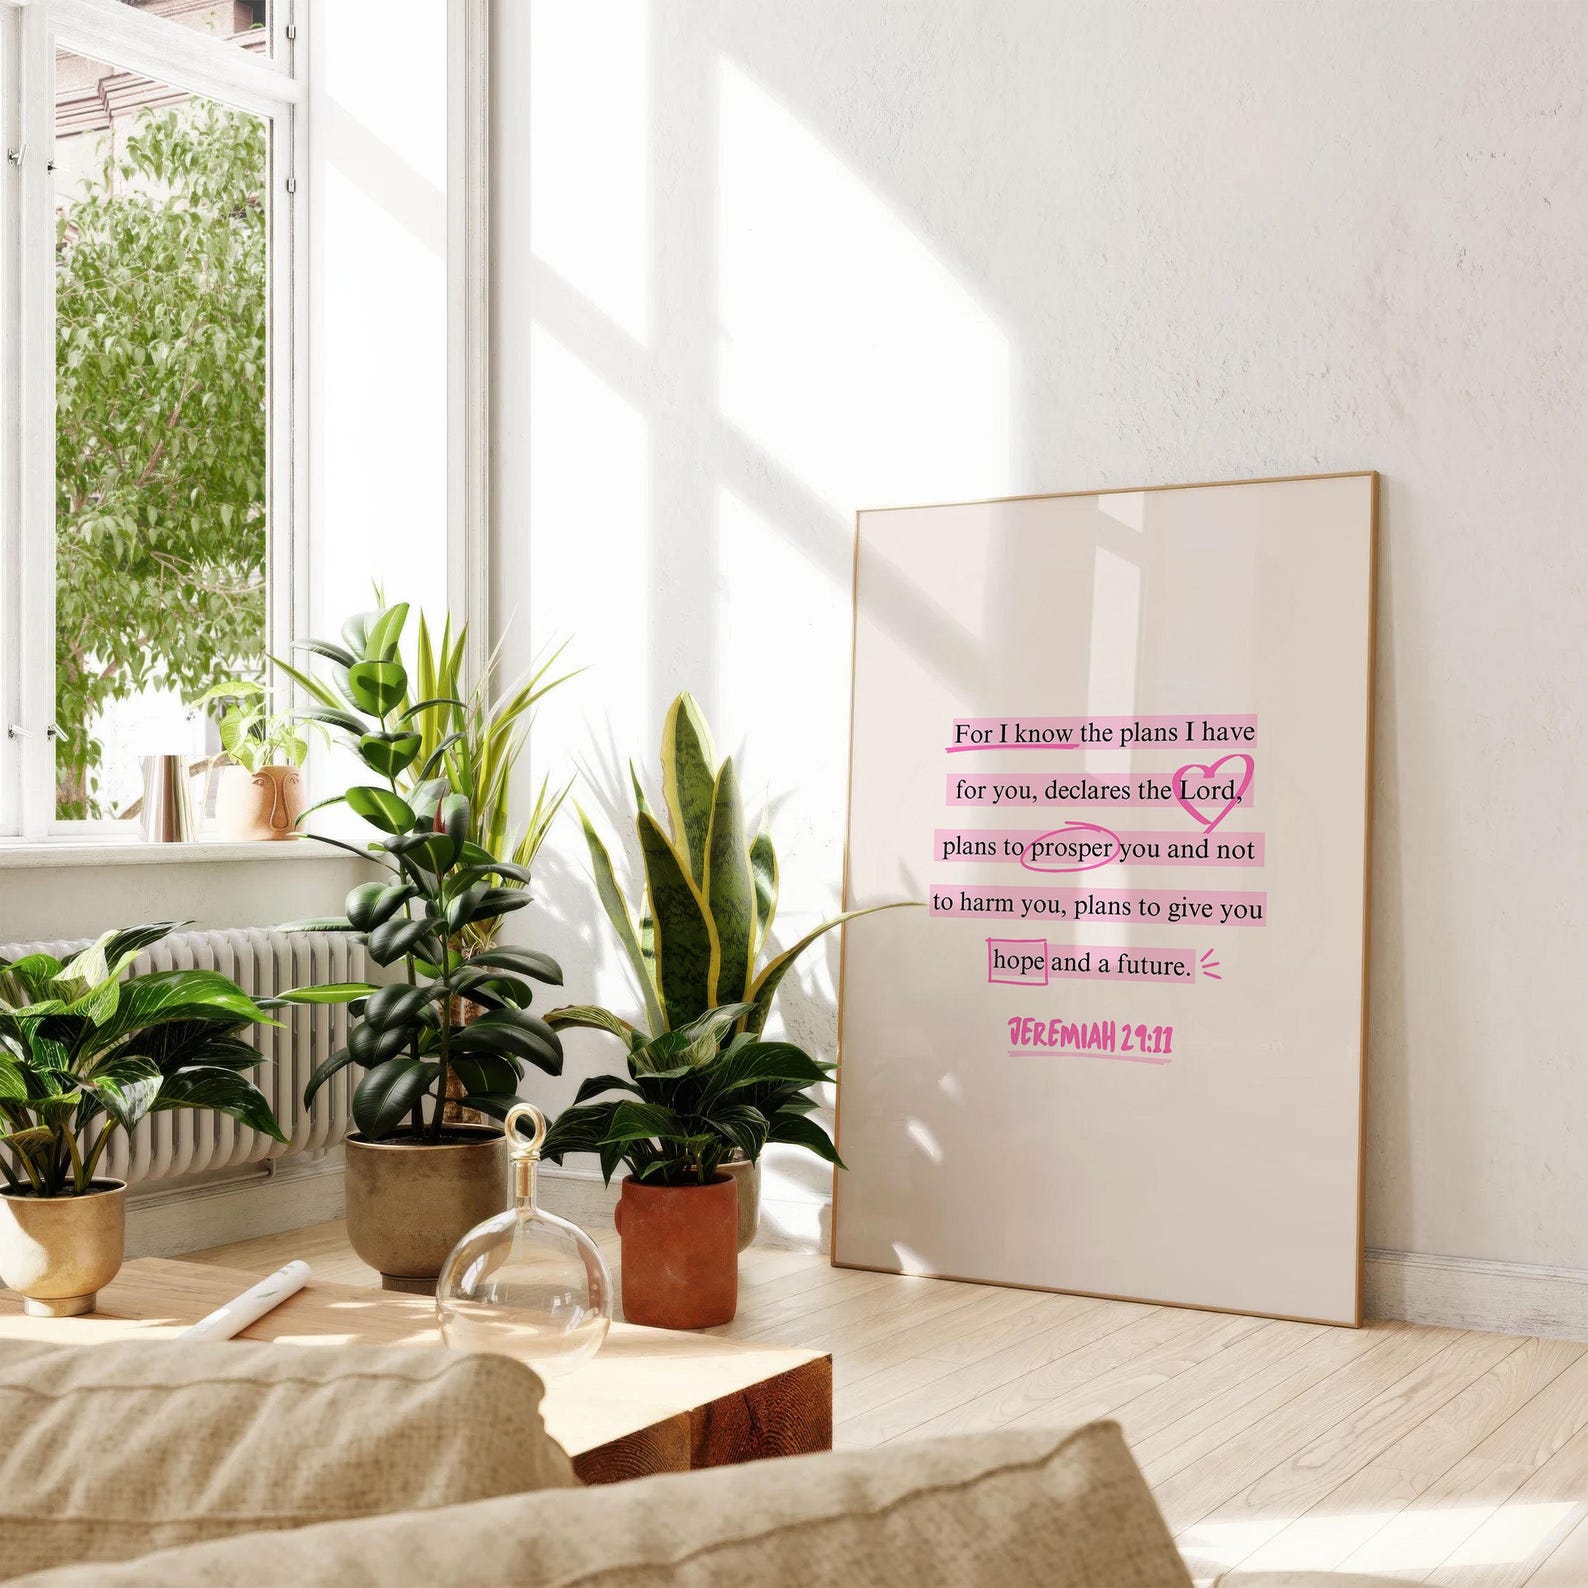 For I know the plans I have
for you, declares the Lord,
plans to prosper you and not
to harm you, plans to give you
hope and a future.
JEREMIAH 29:11